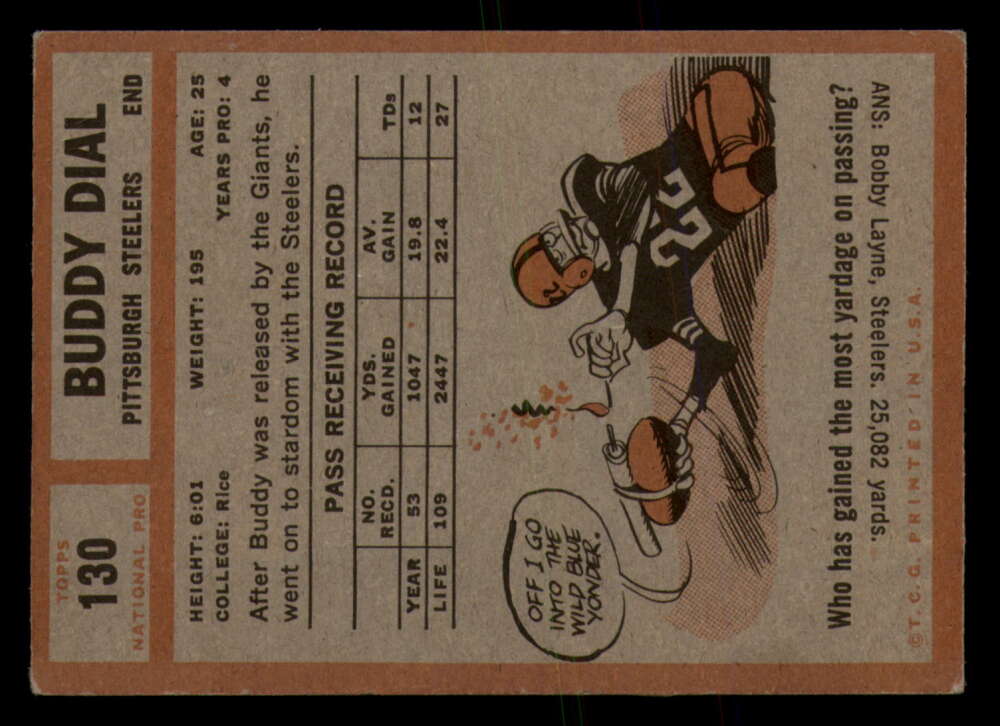 TOPPS
130
NATIONAL PRO
BUDDY DIAL
PITTSBURGH STEELERS END
HEIGHT: 6:01 WEIGHT: 195 AGE: 25
COLLEGE: Rice YEARS PRO: 4
After Buddy was released by the Giants, he
went on to stardom with the Steelers.
PASS RECEIVING RECORD
NO. RECD. YDS. GAINED AV. GAIN TDs
YEAR 53 1047 19.8 12
LIFE 109 2447 22.4 27
OFF I GO
INTO THE
WILD BLUE
YONDER.
22
22
Who has gained the most yardage on passing?
ANS: Bobby Layne, Steelers. 25,082 yards.
©T. C. G. PRINTED IN U.S.A.